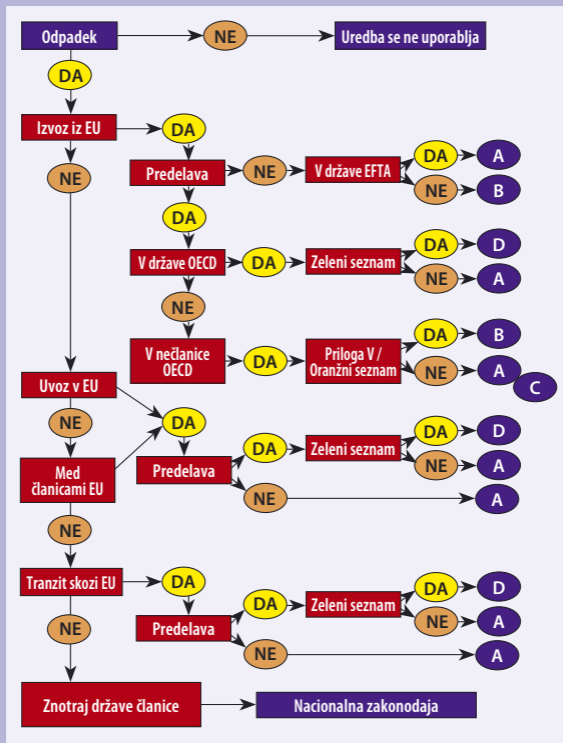 Odpadek
NE
Uredba se ne uporablja
DA
Izvoz iz EU
DA
NE
Predelava
NE
V države EFTA
DA
A
NE
B
DA
V države OECD
DA
Zeleni seznam
DA
D
NE
A
NE
V nečlanice
OECD
DA
Priloga V /
Oranžni seznam
DA
B
NE
A
C
Uvoz v EU
NE
DA
Med
članicami EU
Predelava
DA
Zeleni seznam
DA
D
NE
A
NE
A
NE
Tranzit skozi EU
DA
NE
Predelava
DA
Zeleni seznam
DA
D
NE
A
NE
A
Znotraj države članice
Nacionalna zakonodaja